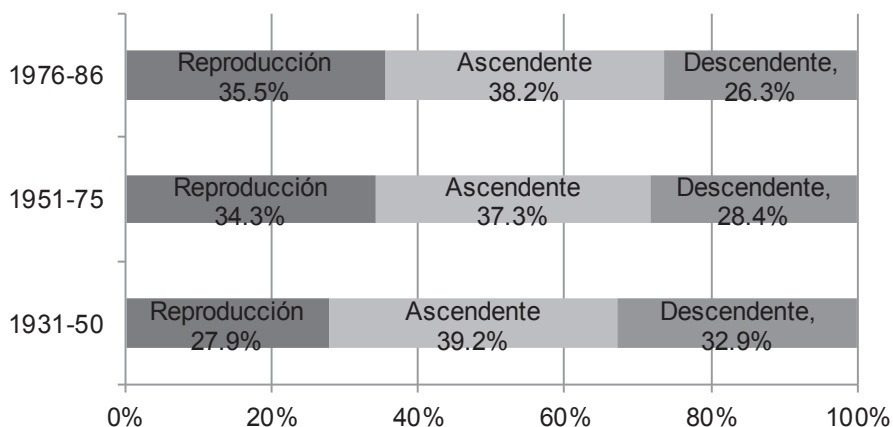 1976-86
Reproducción Ascendente Descendente,
35.5% 38.2% 26.3%
1951-75
Reproducción Ascendente Descendente,
34.3% 37.3% 28.4%
1931-50
Reproducción Ascendente Descendente,
27.9% 39.2% 32.9%
0% 20% 40% 60% 80% 100%